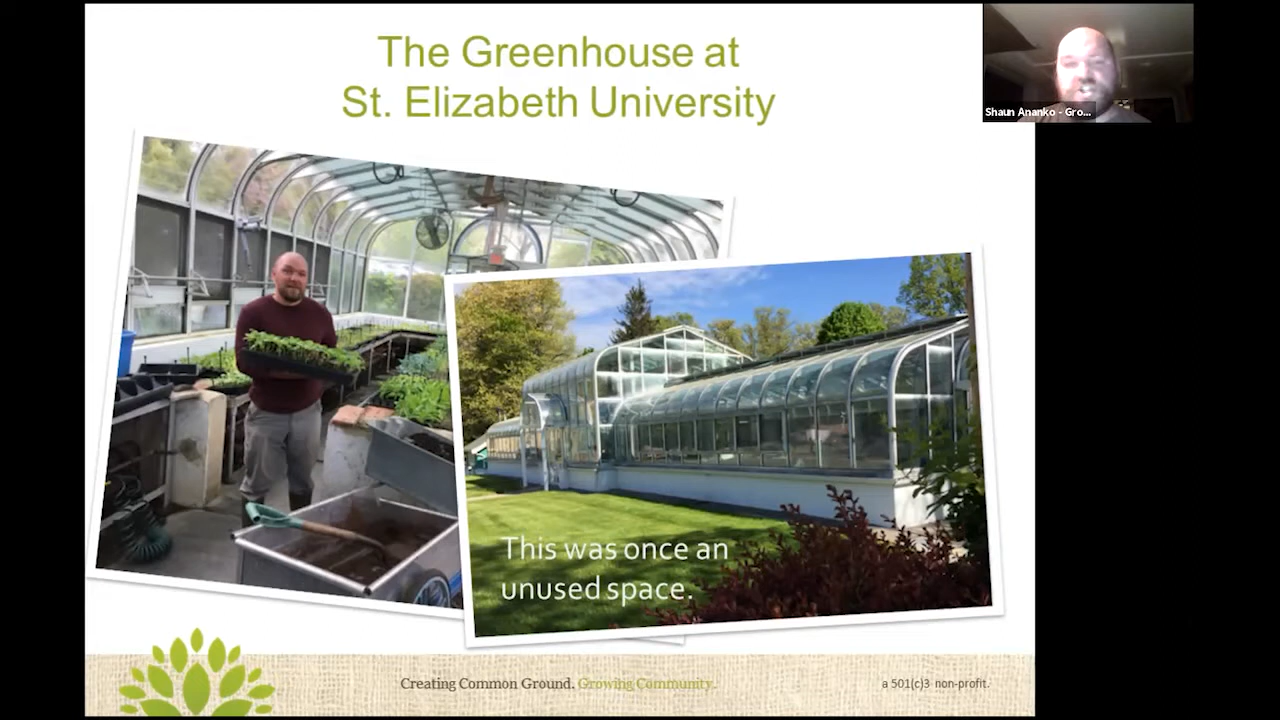 The Greenhouse at
St. Elizabeth University
Shaun Ananko - Gro...
This was once an
unused space.
Creating Common Ground. Growing Community.
a 501(c)3 non-profit.